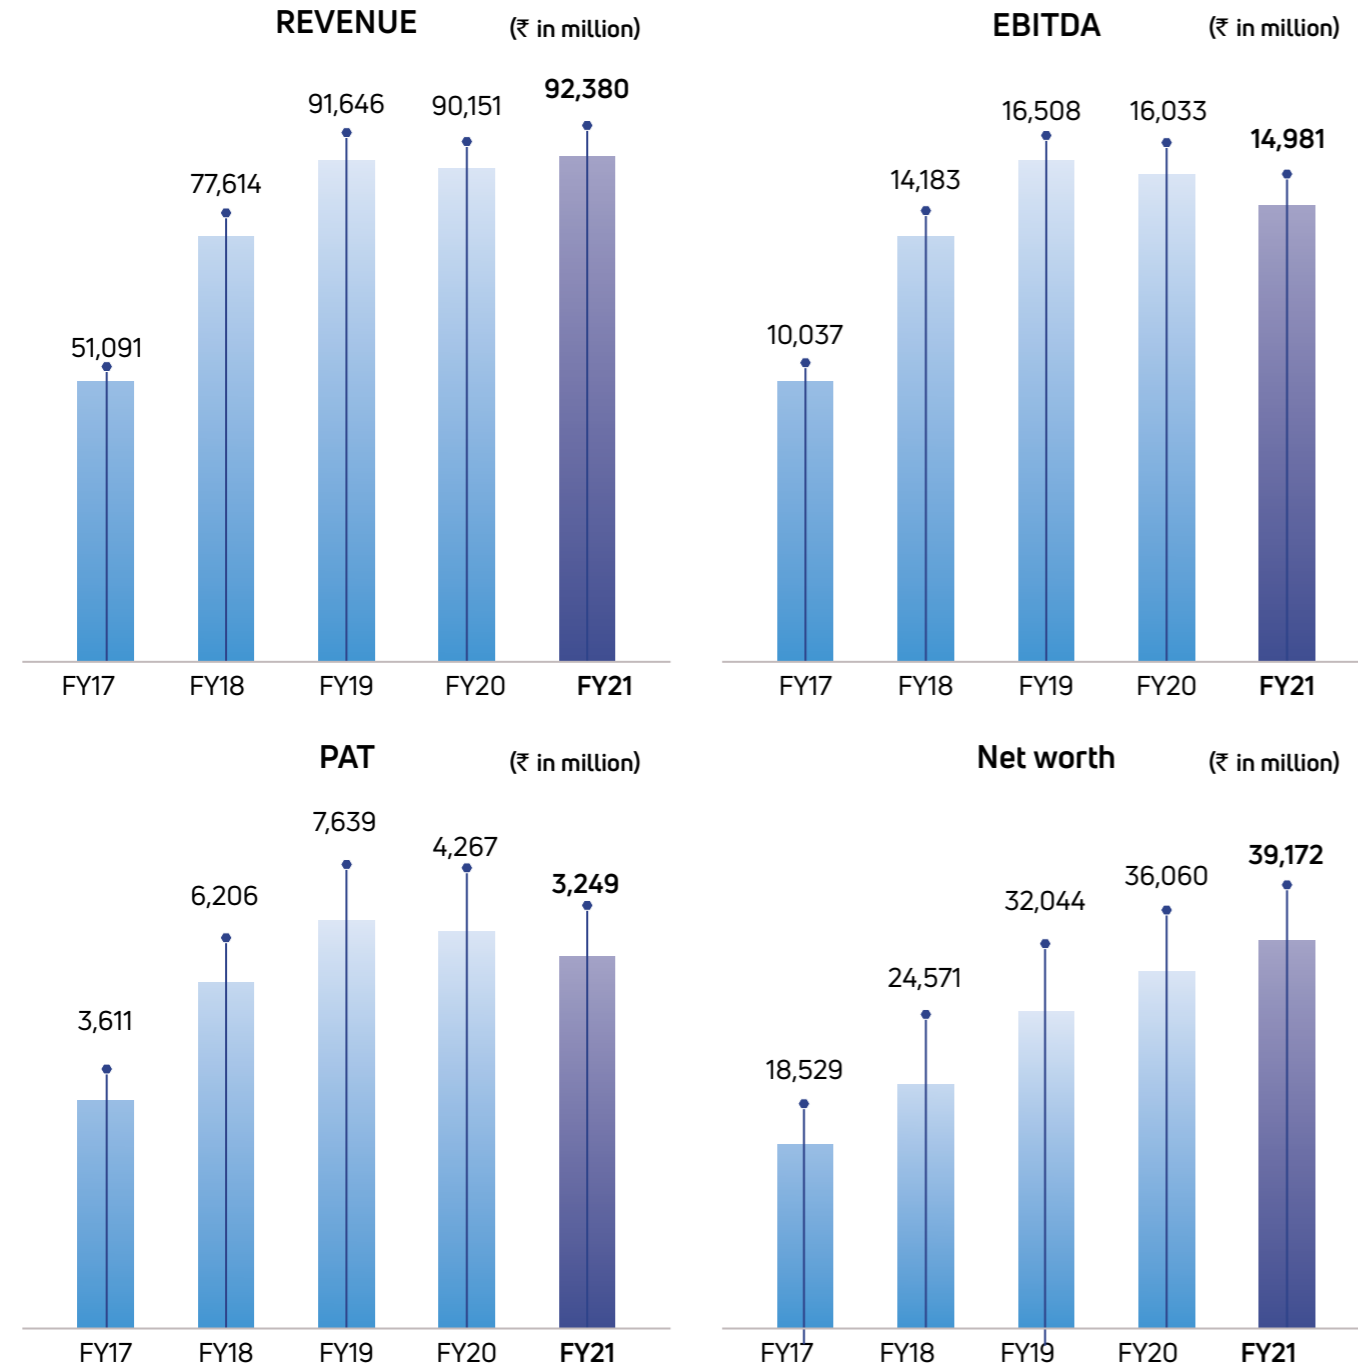 REVENUE (₹ in million)
51,091 77,614 91,646 90,151 92,380
FY17 FY18 FY19 FY20 FY21
EBITDA (₹ in million)
10,037 14,183 16,508 16,033 14,981
FY17 FY18 FY19 FY20 FY21
PAT (₹ in million)
3,611 6,206 7,639 4,267 3,249
FY17 FY18 FY19 FY20 FY21
Net worth (₹ in million)
18,529 24,571 32,044 36,060 39,172
FY17 FY18 FY19 FY20 FY21